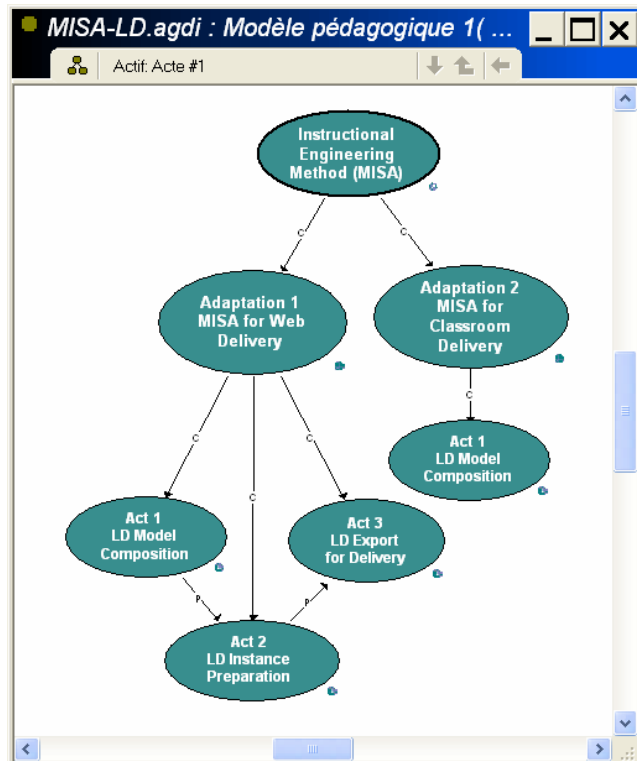 MISA-LD.agdi : Modèle pédagogique 1( ...
Actif: Acte #1
Instructional
Engineering
Method (MISA)
C
C
Adaptation 1
MISA for Web
Delivery
Adaptation 2
MISA for
Classroom
Delivery
C
C
C
C
Act 1
LD Model
Composition
Act 1
LD Model
Composition
Act 3
LD Export
for Delivery
P
P
Act 2
LD Instance
Preparation